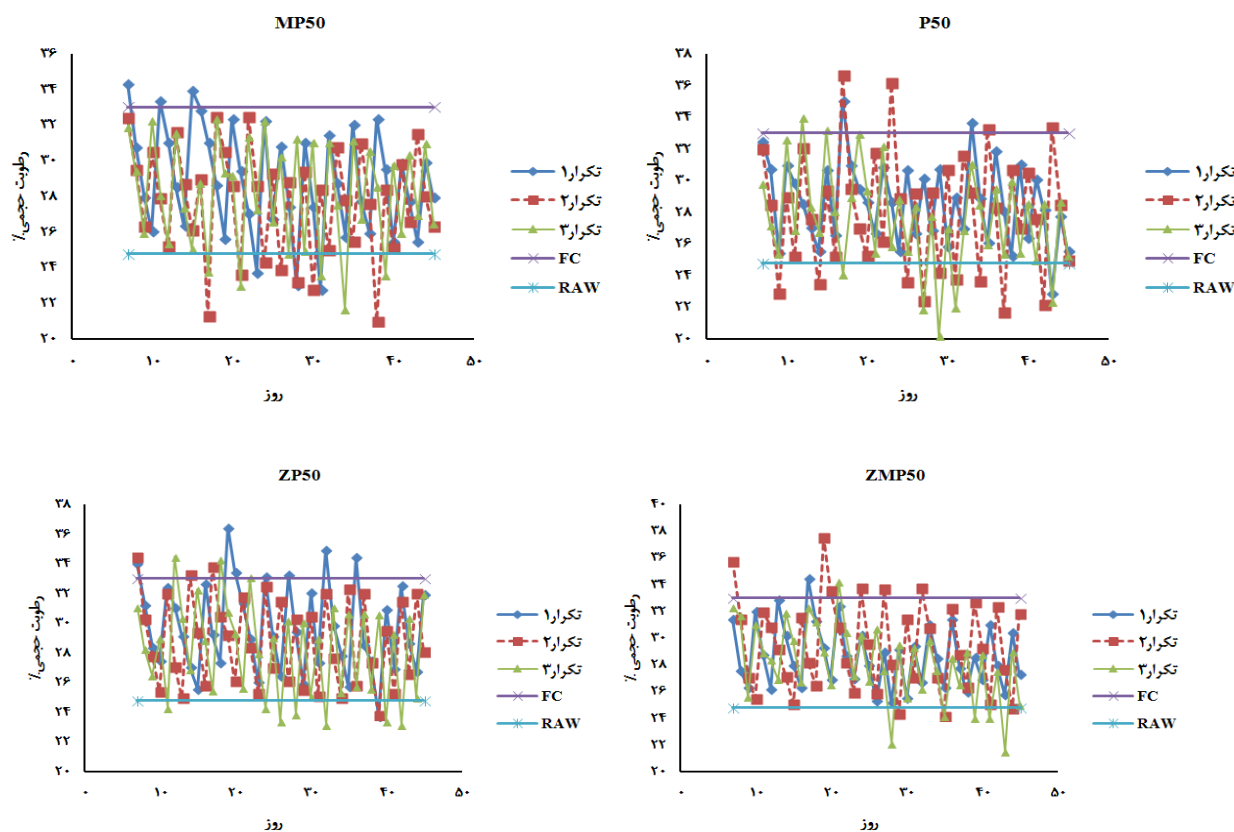 MP50
۳۶
۳۴
۳۲
۳۰
۲۸
۲۶
۲۴
۲۲
۲۰
رطوبت حجمی٪
۰ ۱۰ ۲۰ ۳۰ ۴۰ ۵۰
روز
تکرار۱
تکرار۲
تکرار۳
FC
RAW
P50
۳۸
۳۶
۳۴
۳۲
۳۰
۲۸
۲۶
۲۴
۲۲
۲۰
رطوبت حجمی٪
۰ ۱۰ ۲۰ ۳۰ ۴۰ ۵۰
روز
تکرار۱
تکرار۲
تکرار۳
FC
RAW
ZP50
۳۸
۳۶
۳۴
۳۲
۳۰
۲۸
۲۶
۲۴
۲۲
۲۰
رطوبت حجمی٪
۰ ۱۰ ۲۰ ۳۰ ۴۰ ۵۰
روز
تکرار۱
تکرار۲
تکرار۳
FC
RAW
ZMP50
۴۰
۳۸
۳۶
۳۴
۳۲
۳۰
۲۸
۲۶
۲۴
۲۲
۲۰
رطوبت حجمی٪
۰ ۱۰ ۲۰ ۳۰ ۴۰ ۵۰
روز
تکرار۱
تکرار۲
تکرار۳
FC
RAW